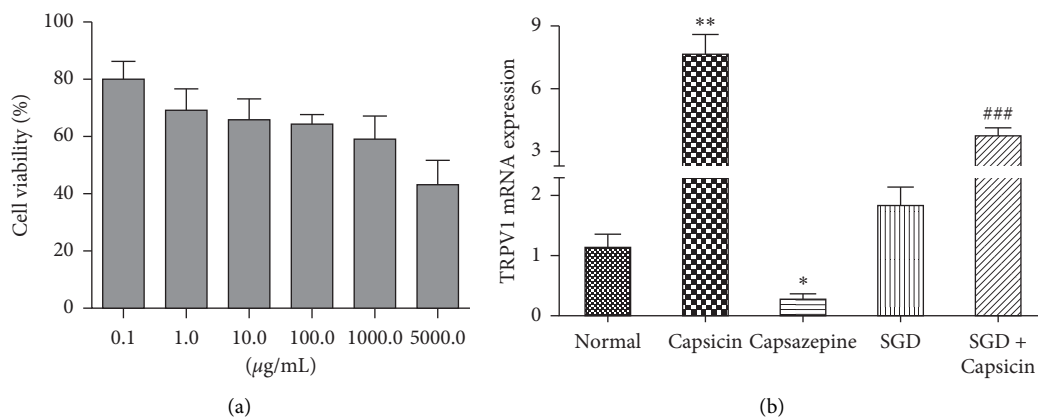 100
80
60
40
20
0
Cell viability (%)
0.1 1.0 10.0 100.0 1000.0 5000.0
(µg/mL)
(a)
9
6
3
2
1
0
TRPV1 mRNA expression
**
*
###
Normal Capsicin Capsazepine SGD SGD +
Capsicin
(b)